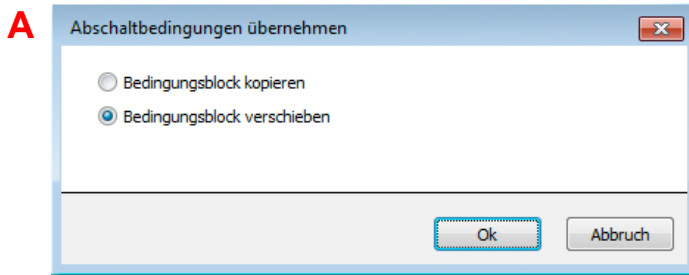 A
Abschaltbedingungen übernehmen
Bedingungsblock kopieren
Bedingungsblock verschieben
Ok
Abbruch